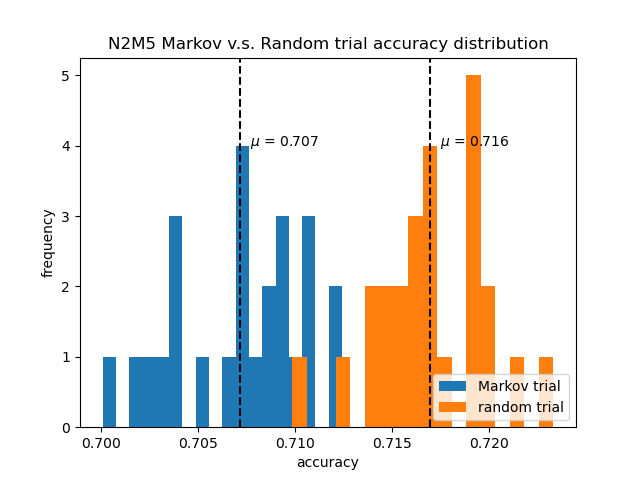 N2M5 Markov v.s. Random trial accuracy distribution
5
4
3
2
1
0
frequency
μ = 0.707
μ = 0.716
Markov trial
random trial
0.700 0.705 0.710 0.715 0.720
accuracy